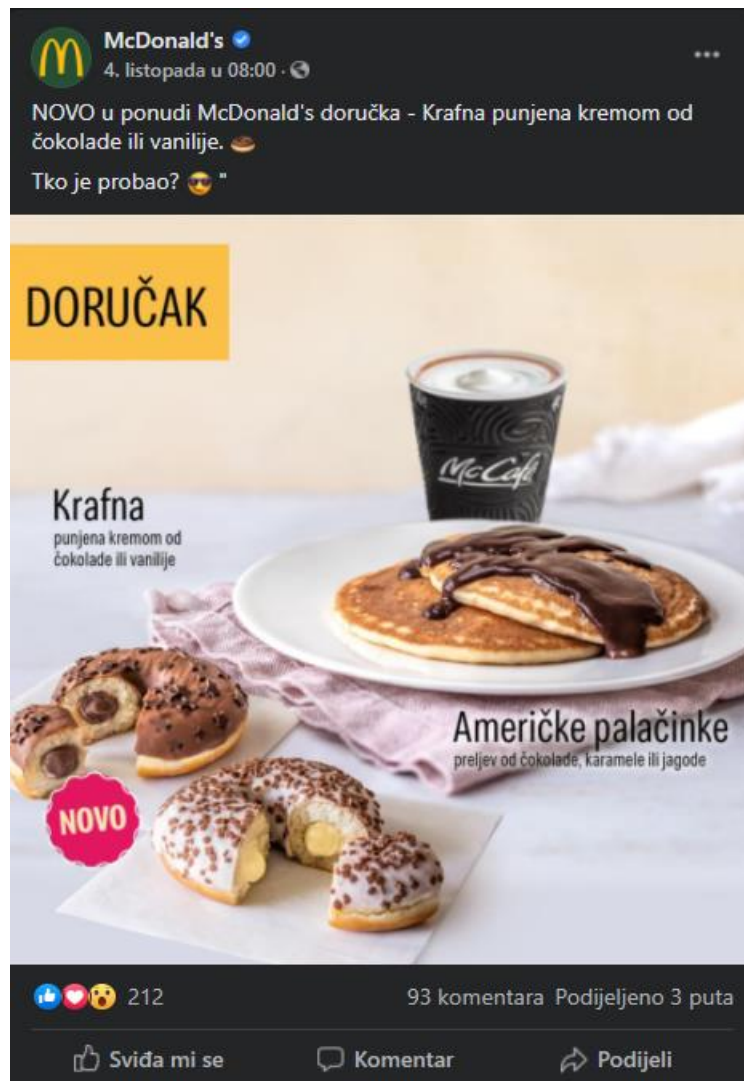 McDonald's
4. listopada u 08:00 ·
NOVO u ponudi McDonald's doručka - Krafna punjena kremom od
čokolade ili vanilije. 🍩
Tko je probao? 😎 "
DORUČAK
McCafé
Krafna
punjena kremom od
čokolade ili vanilije
Američke palačinke
preljev od čokolade, karamele ili jagode
NOVO
212
93 komentara Podijeljeno 3 puta
Sviđa mi se
Komentar
Podijeli